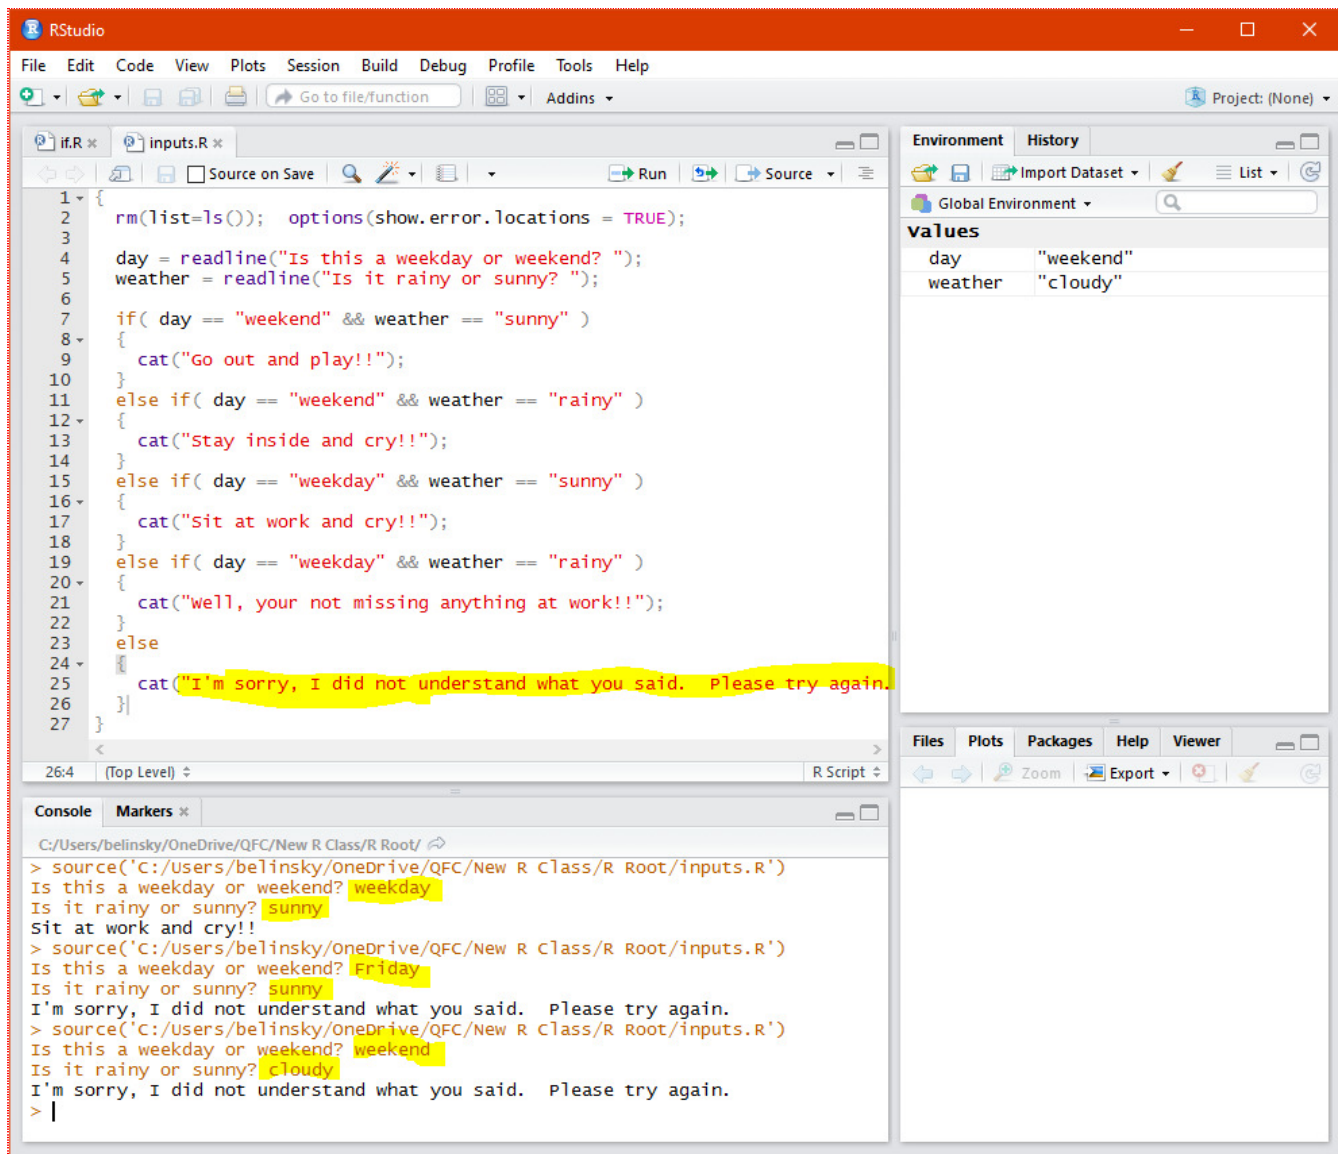 RStudio
File Edit Code View Plots Session Build Debug Profile Tools Help
Go to file/function
Addins
Project: (None)
if.R
inputs.R
Source on Save
Run
Source
1 {
2 rm(list=ls());  options(show.error.locations = TRUE);
3
4 day = readline("Is this a weekday or weekend? ");
5 weather = readline("Is it rainy or sunny? ");
6
7 if( day == "weekend" && weather == "sunny" )
8 {
9 cat("Go out and play!!");
10 }
11 else if( day == "weekend" && weather == "rainy" )
12 {
13 cat("Stay inside and cry!!");
14 }
15 else if( day == "weekday" && weather == "sunny" )
16 {
17 cat("Sit at work and cry!!");
18 }
19 else if( day == "weekday" && weather == "rainy" )
20 {
21 cat("Well, your not missing anything at work!!");
22 }
23 else
24 {
25 cat("I'm sorry, I did not understand what you said.  Please try again.
26 }
27 }
26:4 (Top Level) R Script
Console Markers
C:/Users/belinsky/OneDrive/QFC/New R Class/R Root/
> source('C:/Users/belinsky/OneDrive/QFC/New R Class/R Root/inputs.R')
Is this a weekday or weekend? weekday
Is it rainy or sunny? sunny
Sit at work and cry!!
> source('C:/Users/belinsky/OneDrive/QFC/New R Class/R Root/inputs.R')
Is this a weekday or weekend? Friday
Is it rainy or sunny? sunny
I'm sorry, I did not understand what you said.  Please try again.
> source('C:/Users/belinsky/OneDrive/QFC/New R Class/R Root/inputs.R')
Is this a weekday or weekend? weekend
Is it rainy or sunny? cloudy
I'm sorry, I did not understand what you said.  Please try again.
>
Environment History
Import Dataset List
Global Environment
Values
day "weekend"
weather "cloudy"
Files Plots Packages Help Viewer
Zoom Export